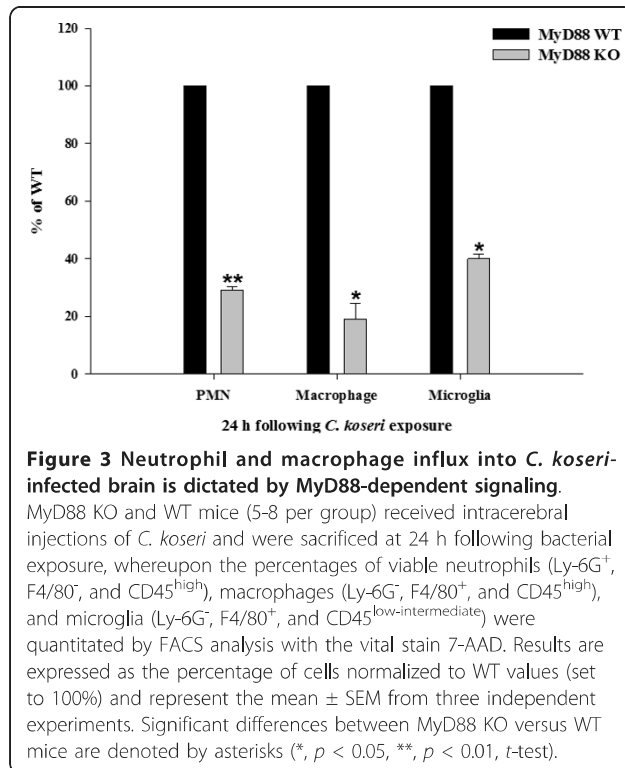 MyD88 WT
MyD88 KO
% of WT
100
80
60
40
20
0
**
*
*
PMN
Macrophage
Microglia
24 h following C. koseri exposure
Figure 3 Neutrophil and macrophage influx into C. koseri-
infected brain is dictated by MyD88-dependent signaling.
MyD88 KO and WT mice (5-8 per group) received intracerebral
injections of C. koseri and were sacrificed at 24 h following bacterial
exposure, whereupon the percentages of viable neutrophils (Ly-6G⁺,
F4/80⁻, and CD45ʰⁱᵍʰ), macrophages (Ly-6G⁻, F4/80⁺, and CD45ʰⁱᵍʰ),
and microglia (Ly-6G⁻, F4/80⁺, and CD45ˡᵒʷ⁻ⁱⁿᵗᵉʳᵐᵉᵈⁱᵃᵗᵉ) were
quantitated by FACS analysis with the vital stain 7-AAD. Results are
expressed as the percentage of cells normalized to WT values (set
to 100%) and represent the mean ± SEM from three independent
experiments. Significant differences between MyD88 KO versus WT
mice are denoted by asterisks (*, p < 0.05, **, p < 0.01, t-test).